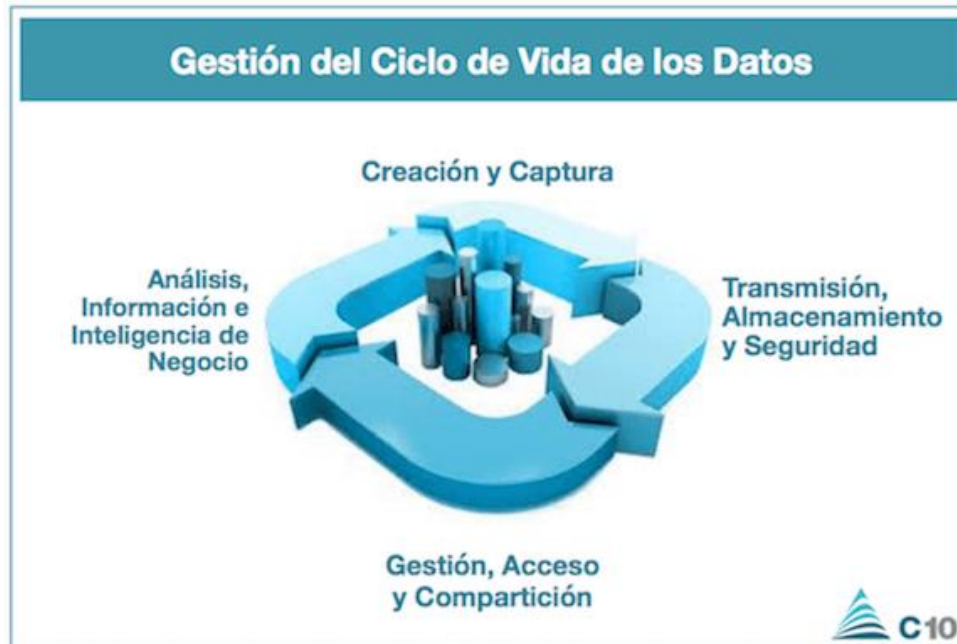 Gestión del Ciclo de Vida de los Datos
Creación y Captura
Análisis,
Información e
Inteligencia de
Negocio
Transmisión,
Almacenamiento
y Seguridad
Gestión, Acceso
y Compartición
C10